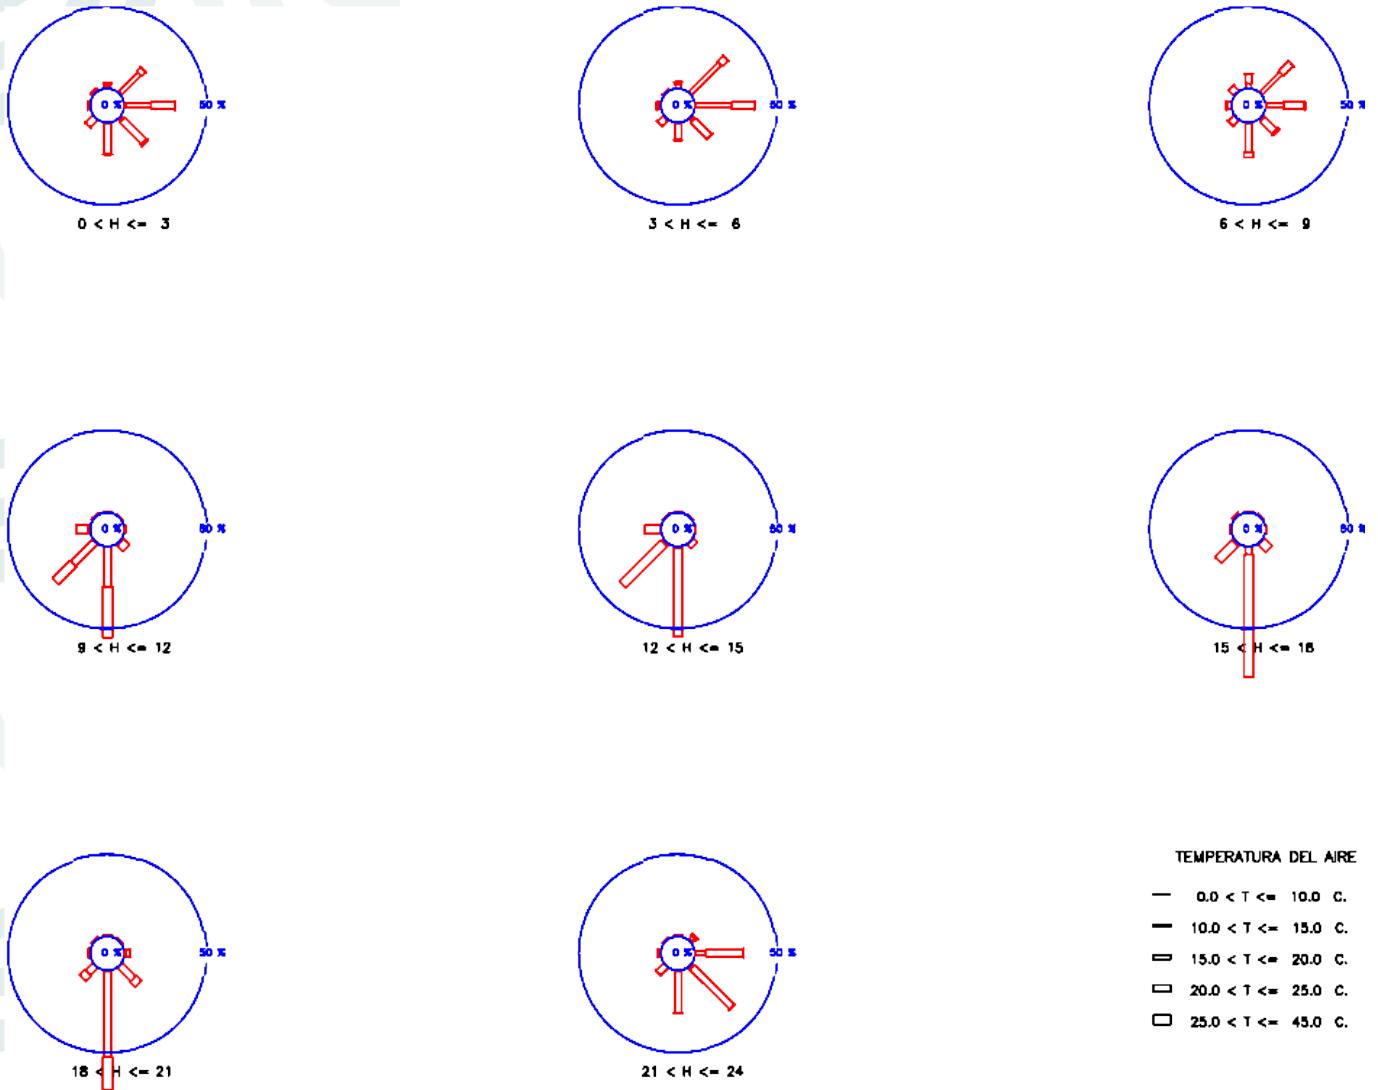 0 % 50 %
0 < H <= 3
0 % 50 %
3 < H <= 6
0 % 50 %
6 < H <= 9
0 % 50 %
9 < H <= 12
0 % 50 %
12 < H <= 15
0 % 50 %
15 < H <= 18
0 % 50 %
18 < H <= 21
0 % 50 %
21 < H <= 24
TEMPERATURA DEL AIRE
0.0 < T <= 10.0 C.
10.0 < T <= 15.0 C.
15.0 < T <= 20.0 C.
20.0 < T <= 25.0 C.
25.0 < T <= 45.0 C.